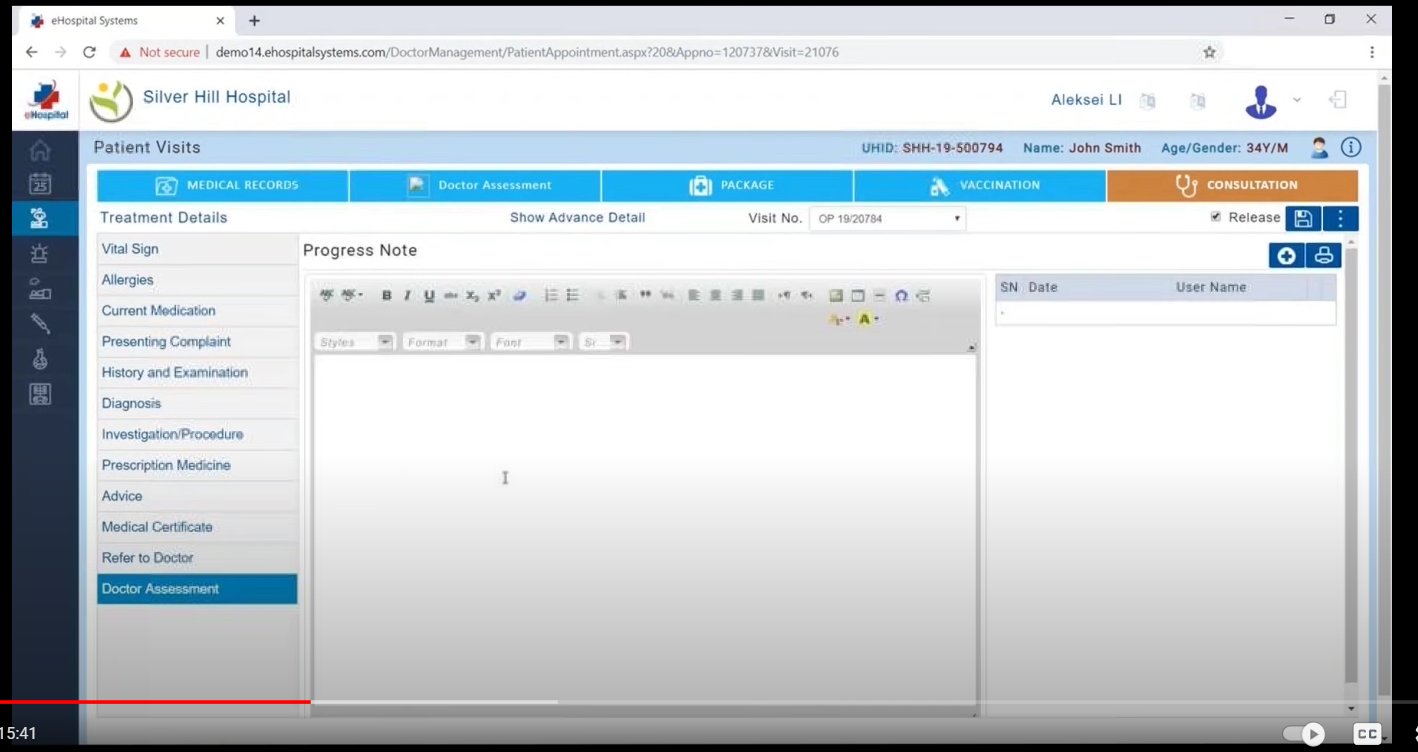 eHospital Systems
Not secure | demo14.ehospitalsystems.com/DoctorManagement/PatientAppointment.aspx?20&Appno=120737&Visit=21076
eHospital
Silver Hill Hospital
Aleksei LI
25
Patient Visits
UHID: SHH-19-500794 Name: John Smith Age/Gender: 34Y/M
MEDICAL RECORDS Doctor Assessment PACKAGE VACCINATION CONSULTATION
Treatment Details Show Advance Detail Visit No. OP 19/20784 Release
Vital Sign
Progress Note
Allergies
Current Medication
Presenting Complaint
History and Examination
Diagnosis
Investigation/Procedure
Prescription Medicine
Advice
Medical Certificate
Refer to Doctor
Doctor Assessment
B I U abc X₂ X² Ω
A
Styles Format Font
SN Date User Name
15:41
CC